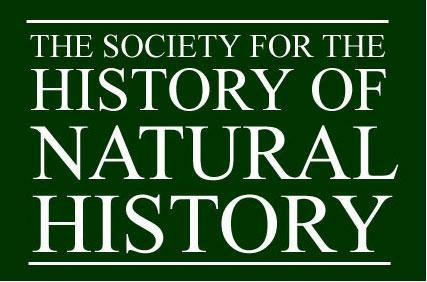 THE SOCIETY FOR THE
HISTORY OF
NATURAL
HISTORY